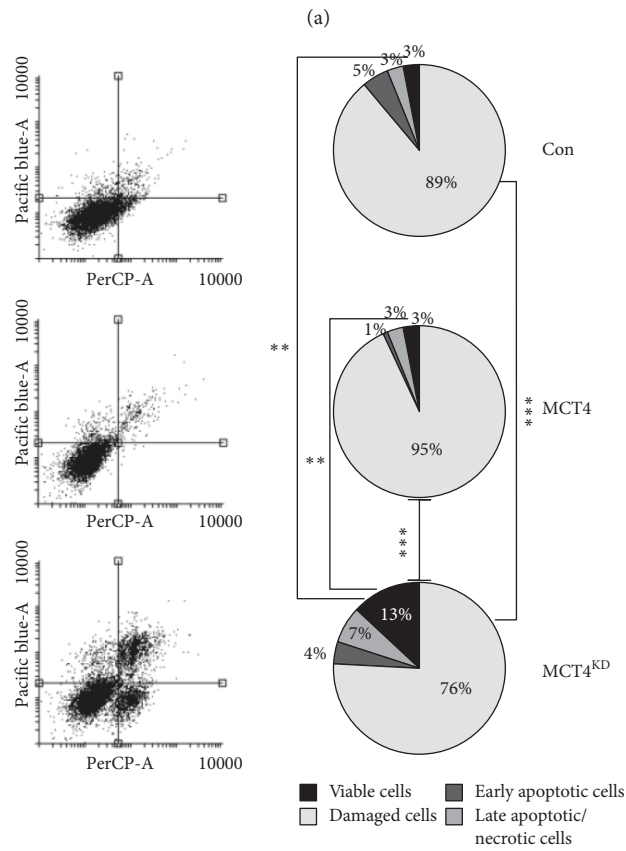 (a)
10000
Pacific blue-A
PerCP-A 10000
5% 3% 3%
89%
Con
10000
Pacific blue-A
PerCP-A 10000
1% 3% 3%
95%
MCT4
**
**
***
***
10000
Pacific blue-A
PerCP-A 10000
4% 7% 13%
76%
MCT4KD
Viable cells
Damaged cells
Early apoptotic cells
Late apoptotic/
necrotic cells